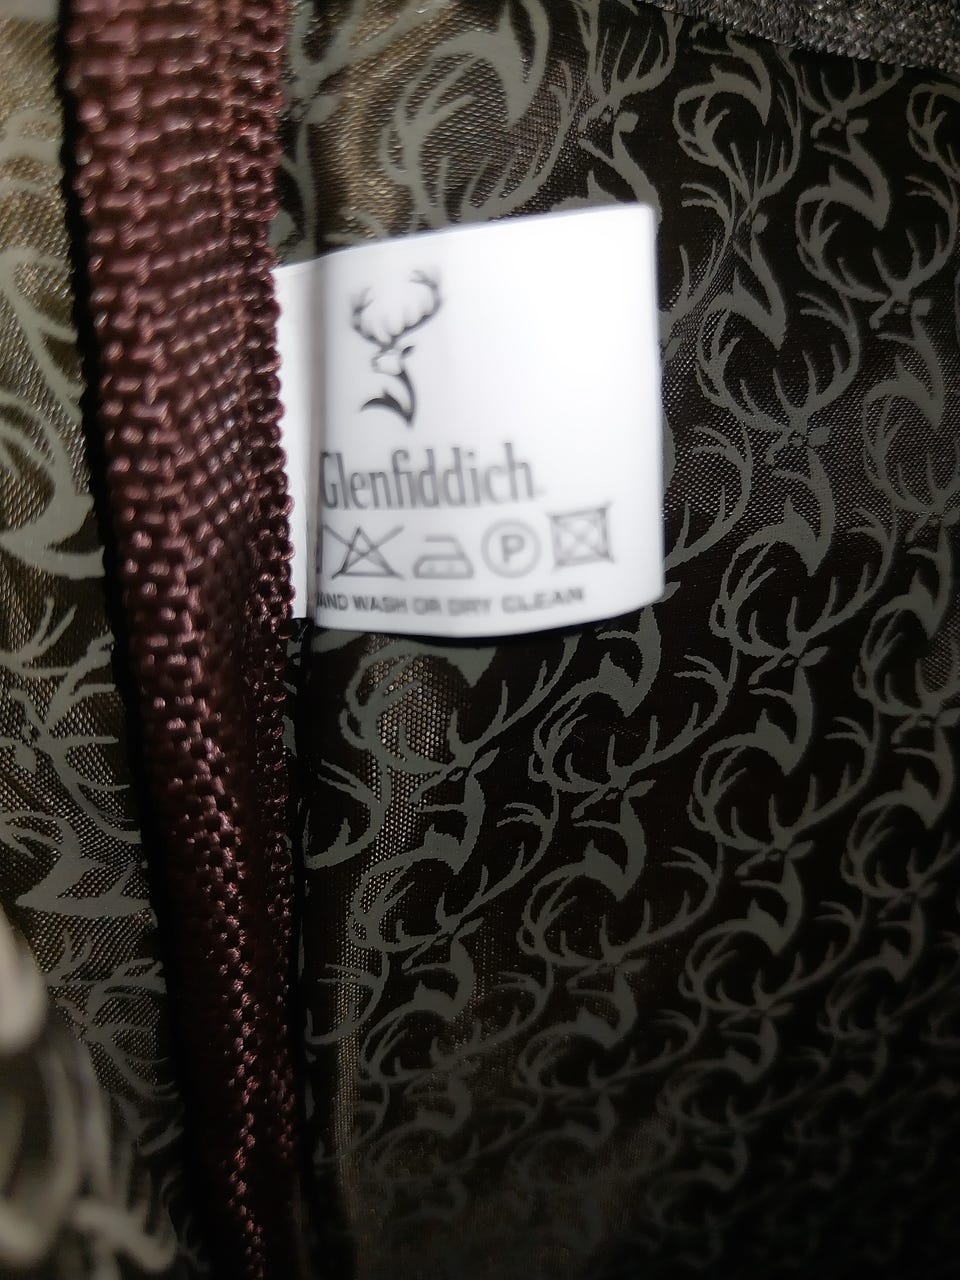 Glenfiddich
P
HAND WASH OR DRY CLEAN